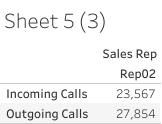 Sheet 5 (3)
Sales Rep
Rep02
Incoming Calls 23,567
Outgoing Calls 27,854